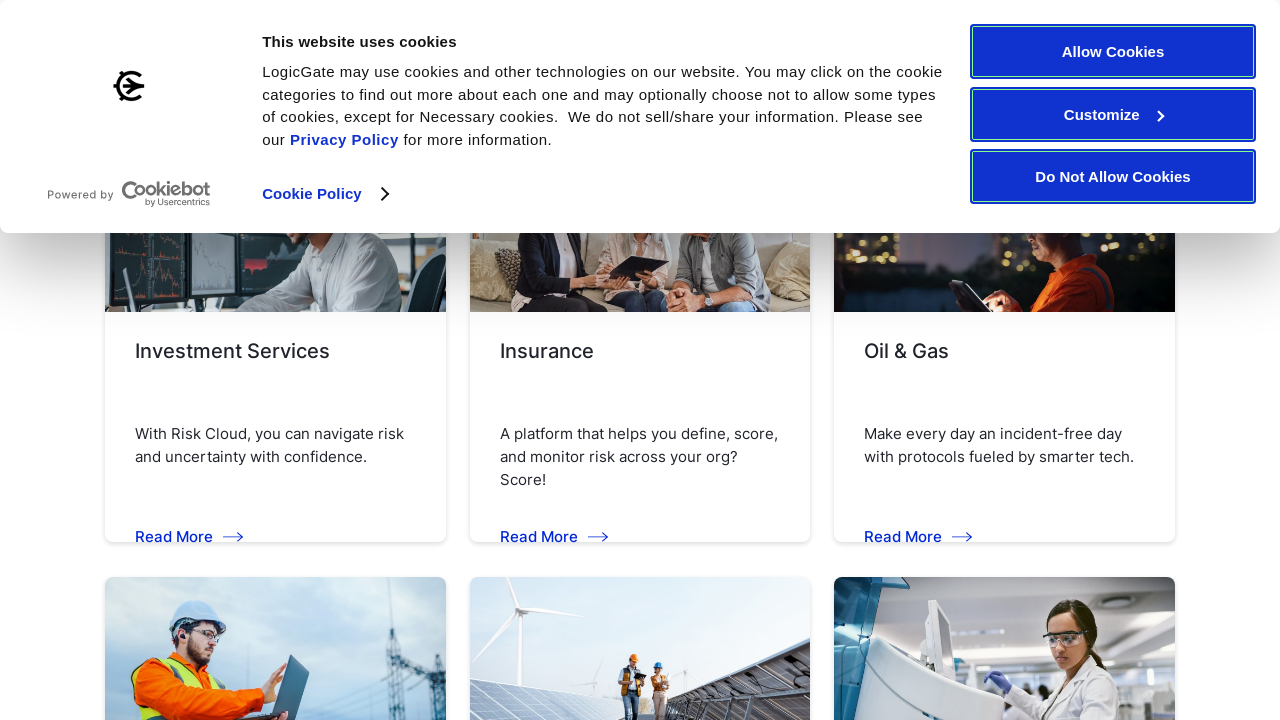 This website uses cookies
LogicGate may use cookies and other technologies on our website. You may click on the cookie
categories to find out more about each one and may optionally choose not to allow some types
of cookies, except for Necessary cookies.  We do not sell/share your information. Please see
our Privacy Policy for more information.
Cookie Policy
Powered by Cookiebot
by Usercentrics
Allow Cookies
Customize
Do Not Allow Cookies
Investment Services
With Risk Cloud, you can navigate risk
and uncertainty with confidence.
Read More
Insurance
A platform that helps you define, score,
and monitor risk across your org?
Score!
Read More
Oil & Gas
Make every day an incident-free day
with protocols fueled by smarter tech.
Read More